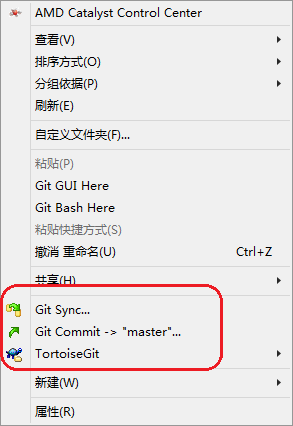 AMD Catalyst Control Center
查看(V)
排序方式(O)
分组依据(P)
刷新(E)
自定义文件夹(F)...
粘贴(P)
Git GUI Here
Git Bash Here
粘贴快捷方式(S)
撤消 重命名(U) Ctrl+Z
共享(H)
Git Sync...
Git Commit -> "master"...
TortoiseGit
新建(W)
属性(R)